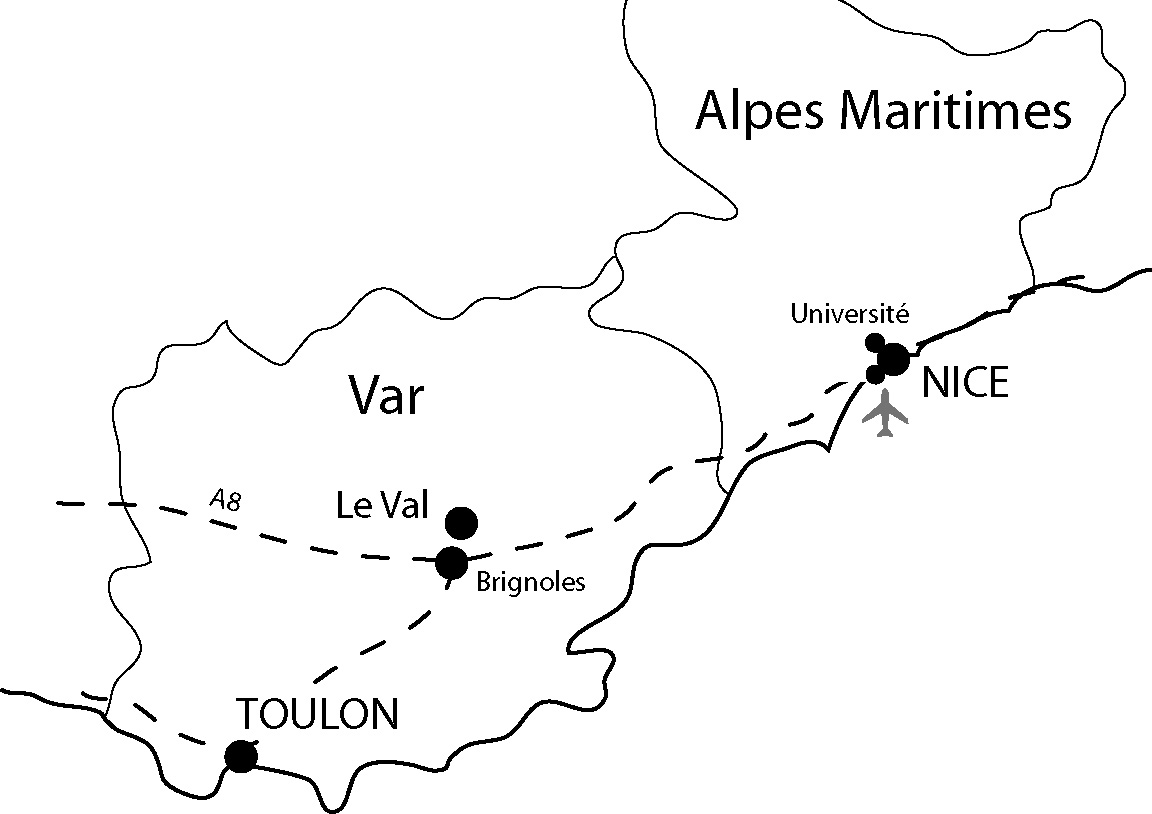 Alpes Maritimes
Université
NICE
Var
A8
Le Val
Brignoles
TOULON